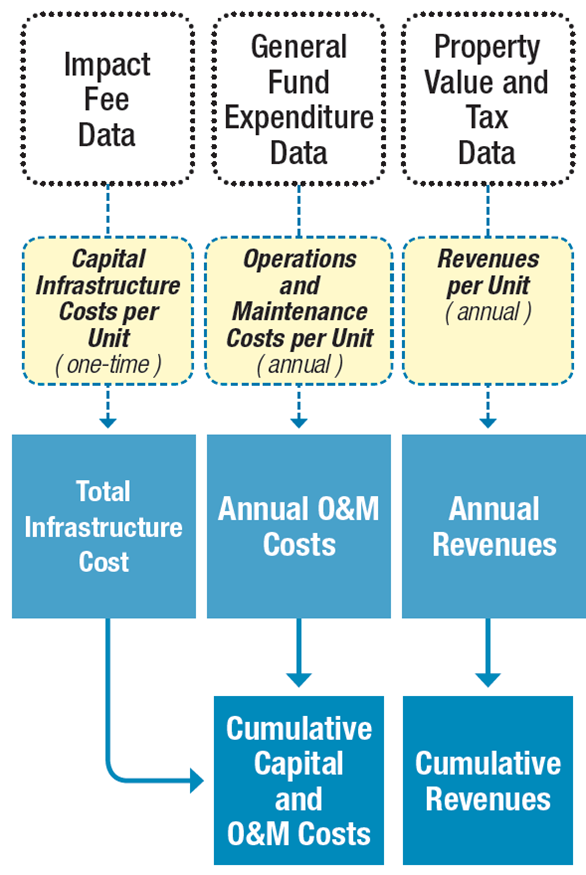 Impact
Fee
Data
General
Fund
Expenditure
Data
Property
Value and
Tax
Data
Capital
Infrastructure
Costs per
Unit
( one-time )
Operations
and
Maintenance
Costs per Unit
( annual )
Revenues
per Unit
( annual )
Total
Infrastructure
Cost
Annual O&M
Costs
Annual
Revenues
Cumulative
Capital
and
O&M Costs
Cumulative
Revenues